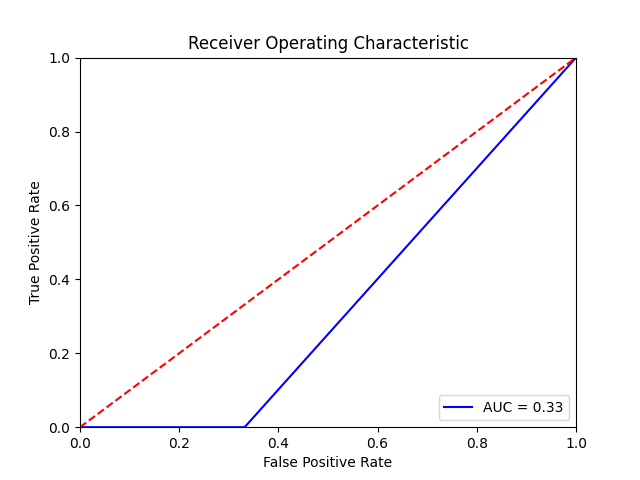 Receiver Operating Characteristic
1.0
0.8
0.6
0.4
0.2
0.0
True Positive Rate
0.0 0.2 0.4 0.6 0.8 1.0
False Positive Rate
AUC = 0.33